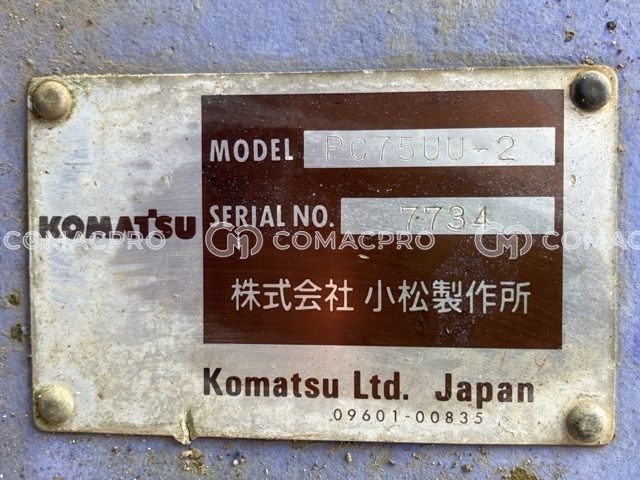 MODEL PC75UU-2
KOMATSU
SERIAL NO. 7734
COMACPRO COMACPRO COMACPRO
株式会社 小松製作所
Komatsu Ltd. Japan
09601-00835